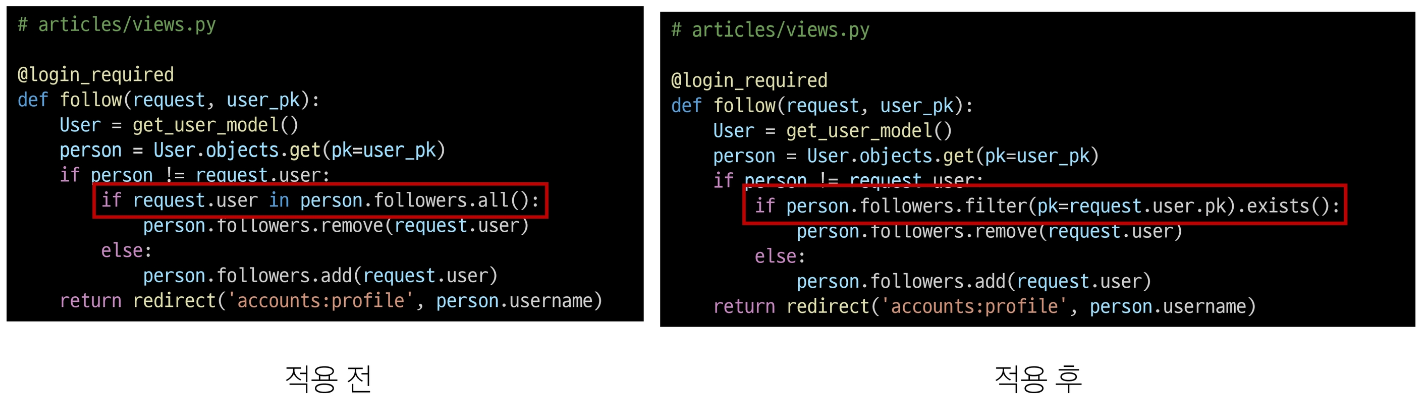 # articles/views.py
@login_required
def follow(request, user_pk):
    User = get_user_model()
    person = User.objects.get(pk=user_pk)
    if person != request.user:
        if request.user in person.followers.all():
            person.followers.remove(request.user)
        else:
            person.followers.add(request.user)
    return redirect('accounts:profile', person.username)
적용 전
# articles/views.py
@login_required
def follow(request, user_pk):
    User = get_user_model()
    person = User.objects.get(pk=user_pk)
    if person != request.user:
        if person.followers.filter(pk=request.user.pk).exists():
            person.followers.remove(request.user)
        else:
            person.followers.add(request.user)
    return redirect('accounts:profile', person.username)
적용 후